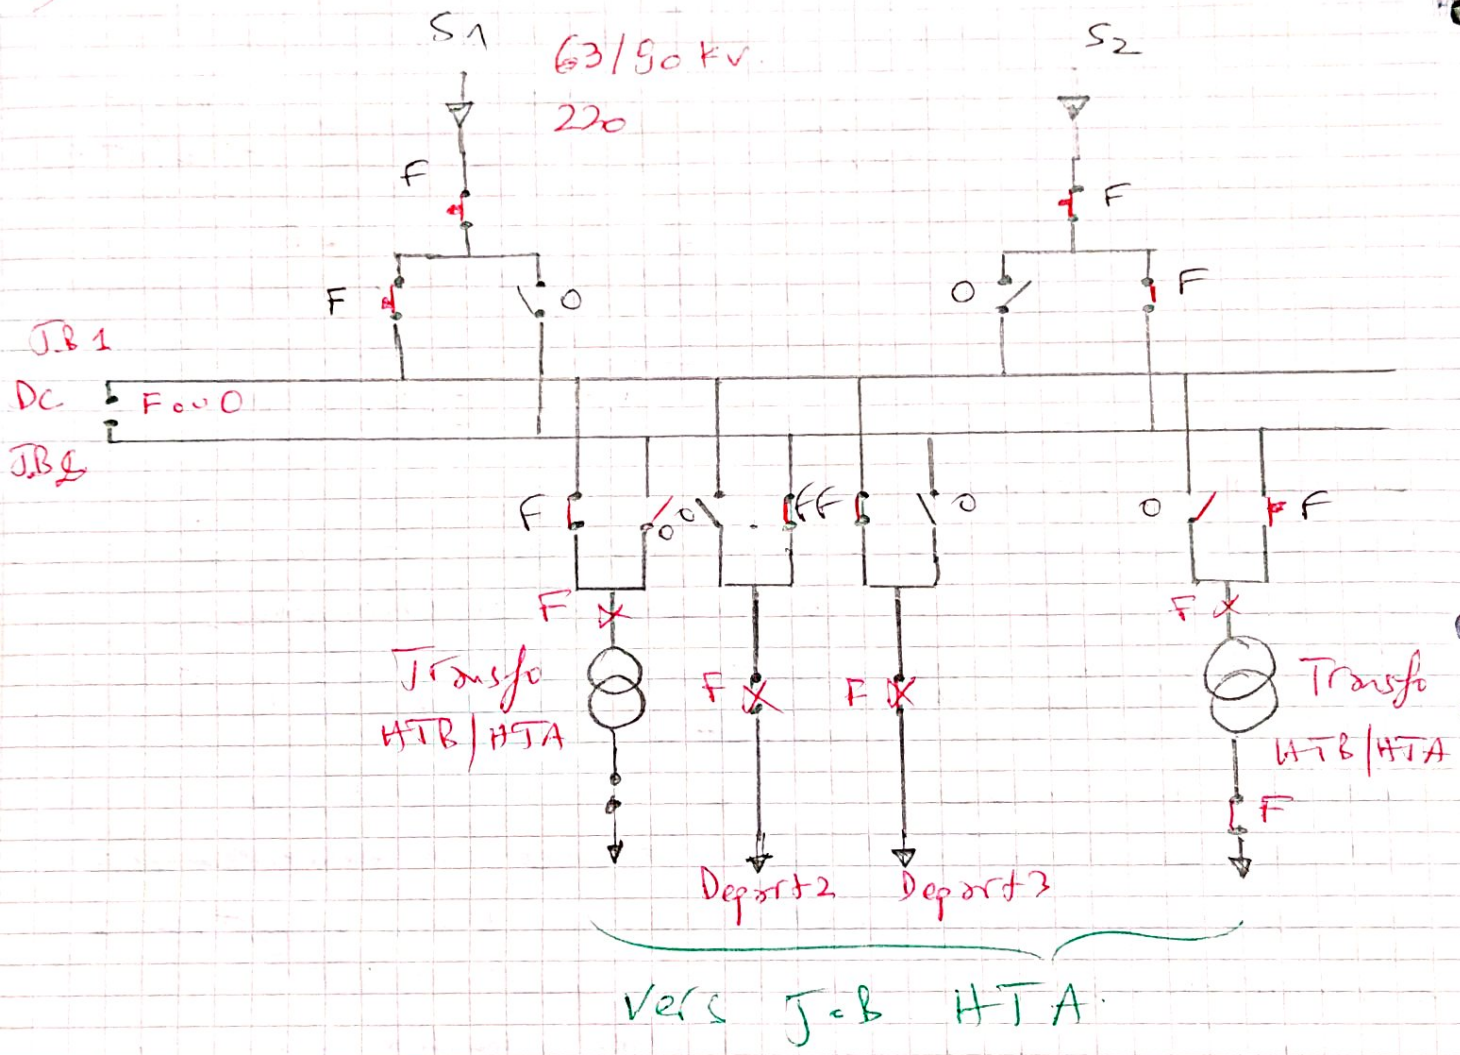 S1
63/90 kv
220
S2
F
F
F
O
O
F
J.B 1
DC
F ou O
J.B 2
F
O
O
F
F
O
O
F
F
F
Transfo
HTB/HTA
F
F
Transfo
HTB/HTA
F
Depart 2
Depart 3
Vers J.B HTA.